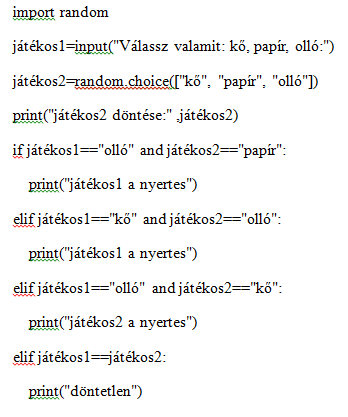 import random
játékos1=input("Válassz valamit: kő, papír, olló:")
játékos2=random.choice(["kő", "papír", "olló"])
print("játékos2 döntése:" ,játékos2)
if játékos1=="olló" and játékos2=="papír":
    print("játékos1 a nyertes")
elif játékos1=="kő" and játékos2=="olló":
    print("játékos1 a nyertes")
elif játékos1=="olló" and játékos2=="kő":
    print("játékos2 a nyertes")
elif játékos1==játékos2:
    print("döntetlen")